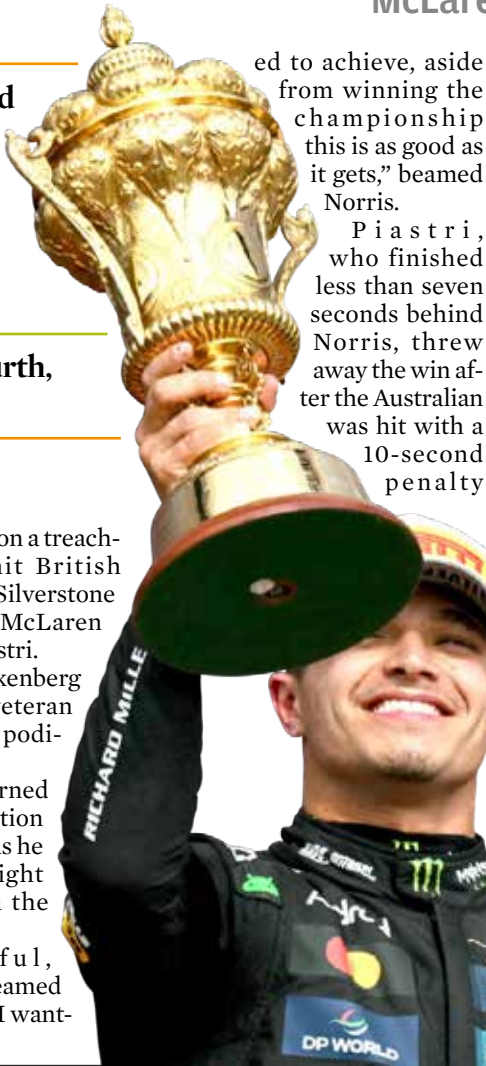 McLare
d
rth,
on a treach-
it British
Silverstone
McLaren
stri.
kenberg
veteran
podi-
rned
tion
s he
ight
the
ful,
eamed
I want-
ed to achieve, aside
from winning the
championship
this is as good as
it gets,” beamed
Norris.
Piastri,
who finished
less than seven
seconds behind
Norris, threw
away the win af-
ter the Australian
was hit with a
10-second
penalty
RICHARD MILLE
DP WORLD